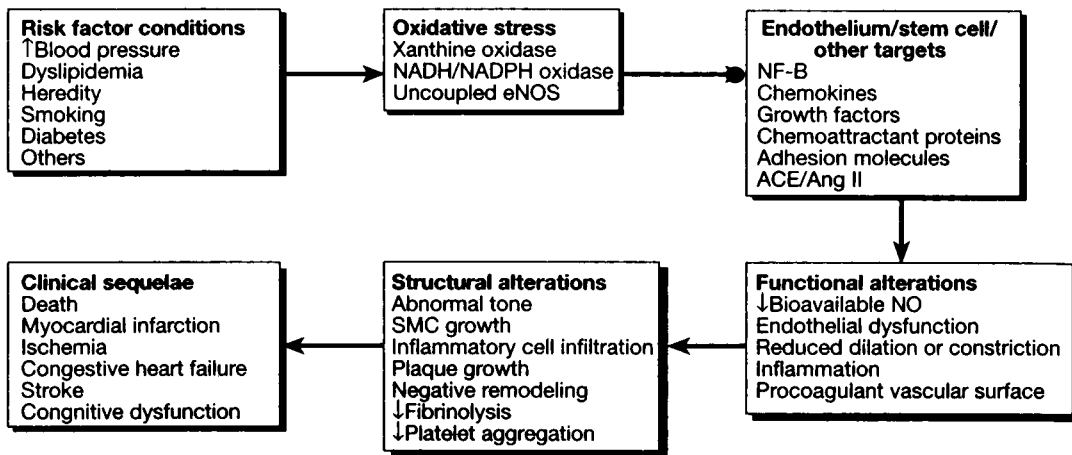 Risk factor conditions
↑Blood pressure
Dyslipidemia
Heredity
Smoking
Diabetes
Others
Oxidative stress
Xanthine oxidase
NADH/NADPH oxidase
Uncoupled eNOS
Endothelium/stem cell/
other targets
NF-B
Chemokines
Growth factors
Chemoattractant proteins
Adhesion molecules
ACE/Ang II
Functional alterations
↓Bioavailable NO
Endothelial dysfunction
Reduced dilation or constriction
Inflammation
Procoagulant vascular surface
Structural alterations
Abnormal tone
SMC growth
Inflammatory cell infiltration
Plaque growth
Negative remodeling
↓Fibrinolysis
↓Platelet aggregation
Clinical sequelae
Death
Myocardial infarction
Ischemia
Congestive heart failure
Stroke
Congnitive dysfunction